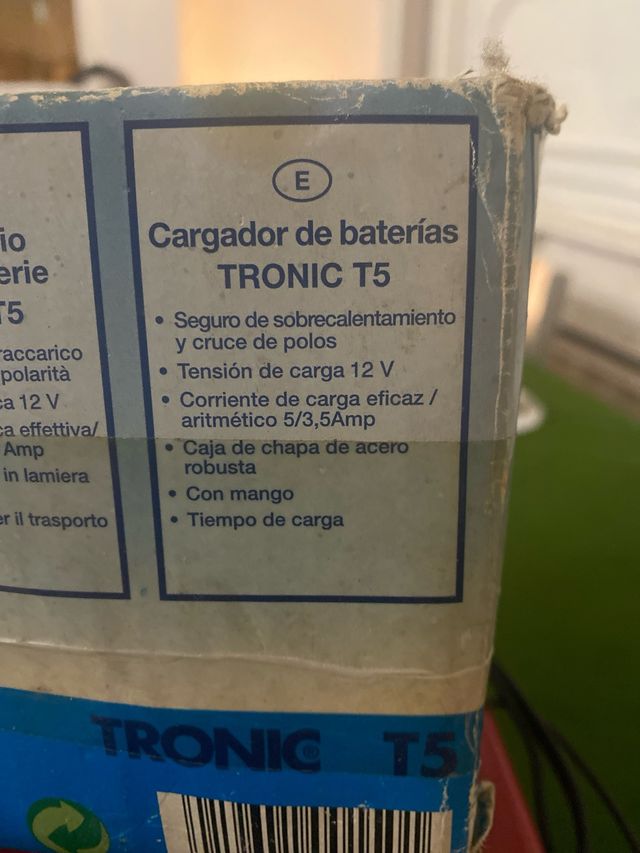 io
erie
T5
raccarico
polarità
ca 12 V
ca effettiva/
Amp
in lamiera
er il trasporto
E
Cargador de baterías
TRONIC T5
• Seguro de sobrecalentamiento
y cruce de polos
• Tensión de carga 12 V
• Corriente de carga eficaz /
aritmético 5/3,5Amp
• Caja de chapa de acero
robusta
• Con mango
• Tiempo de carga
TRONIC® T5